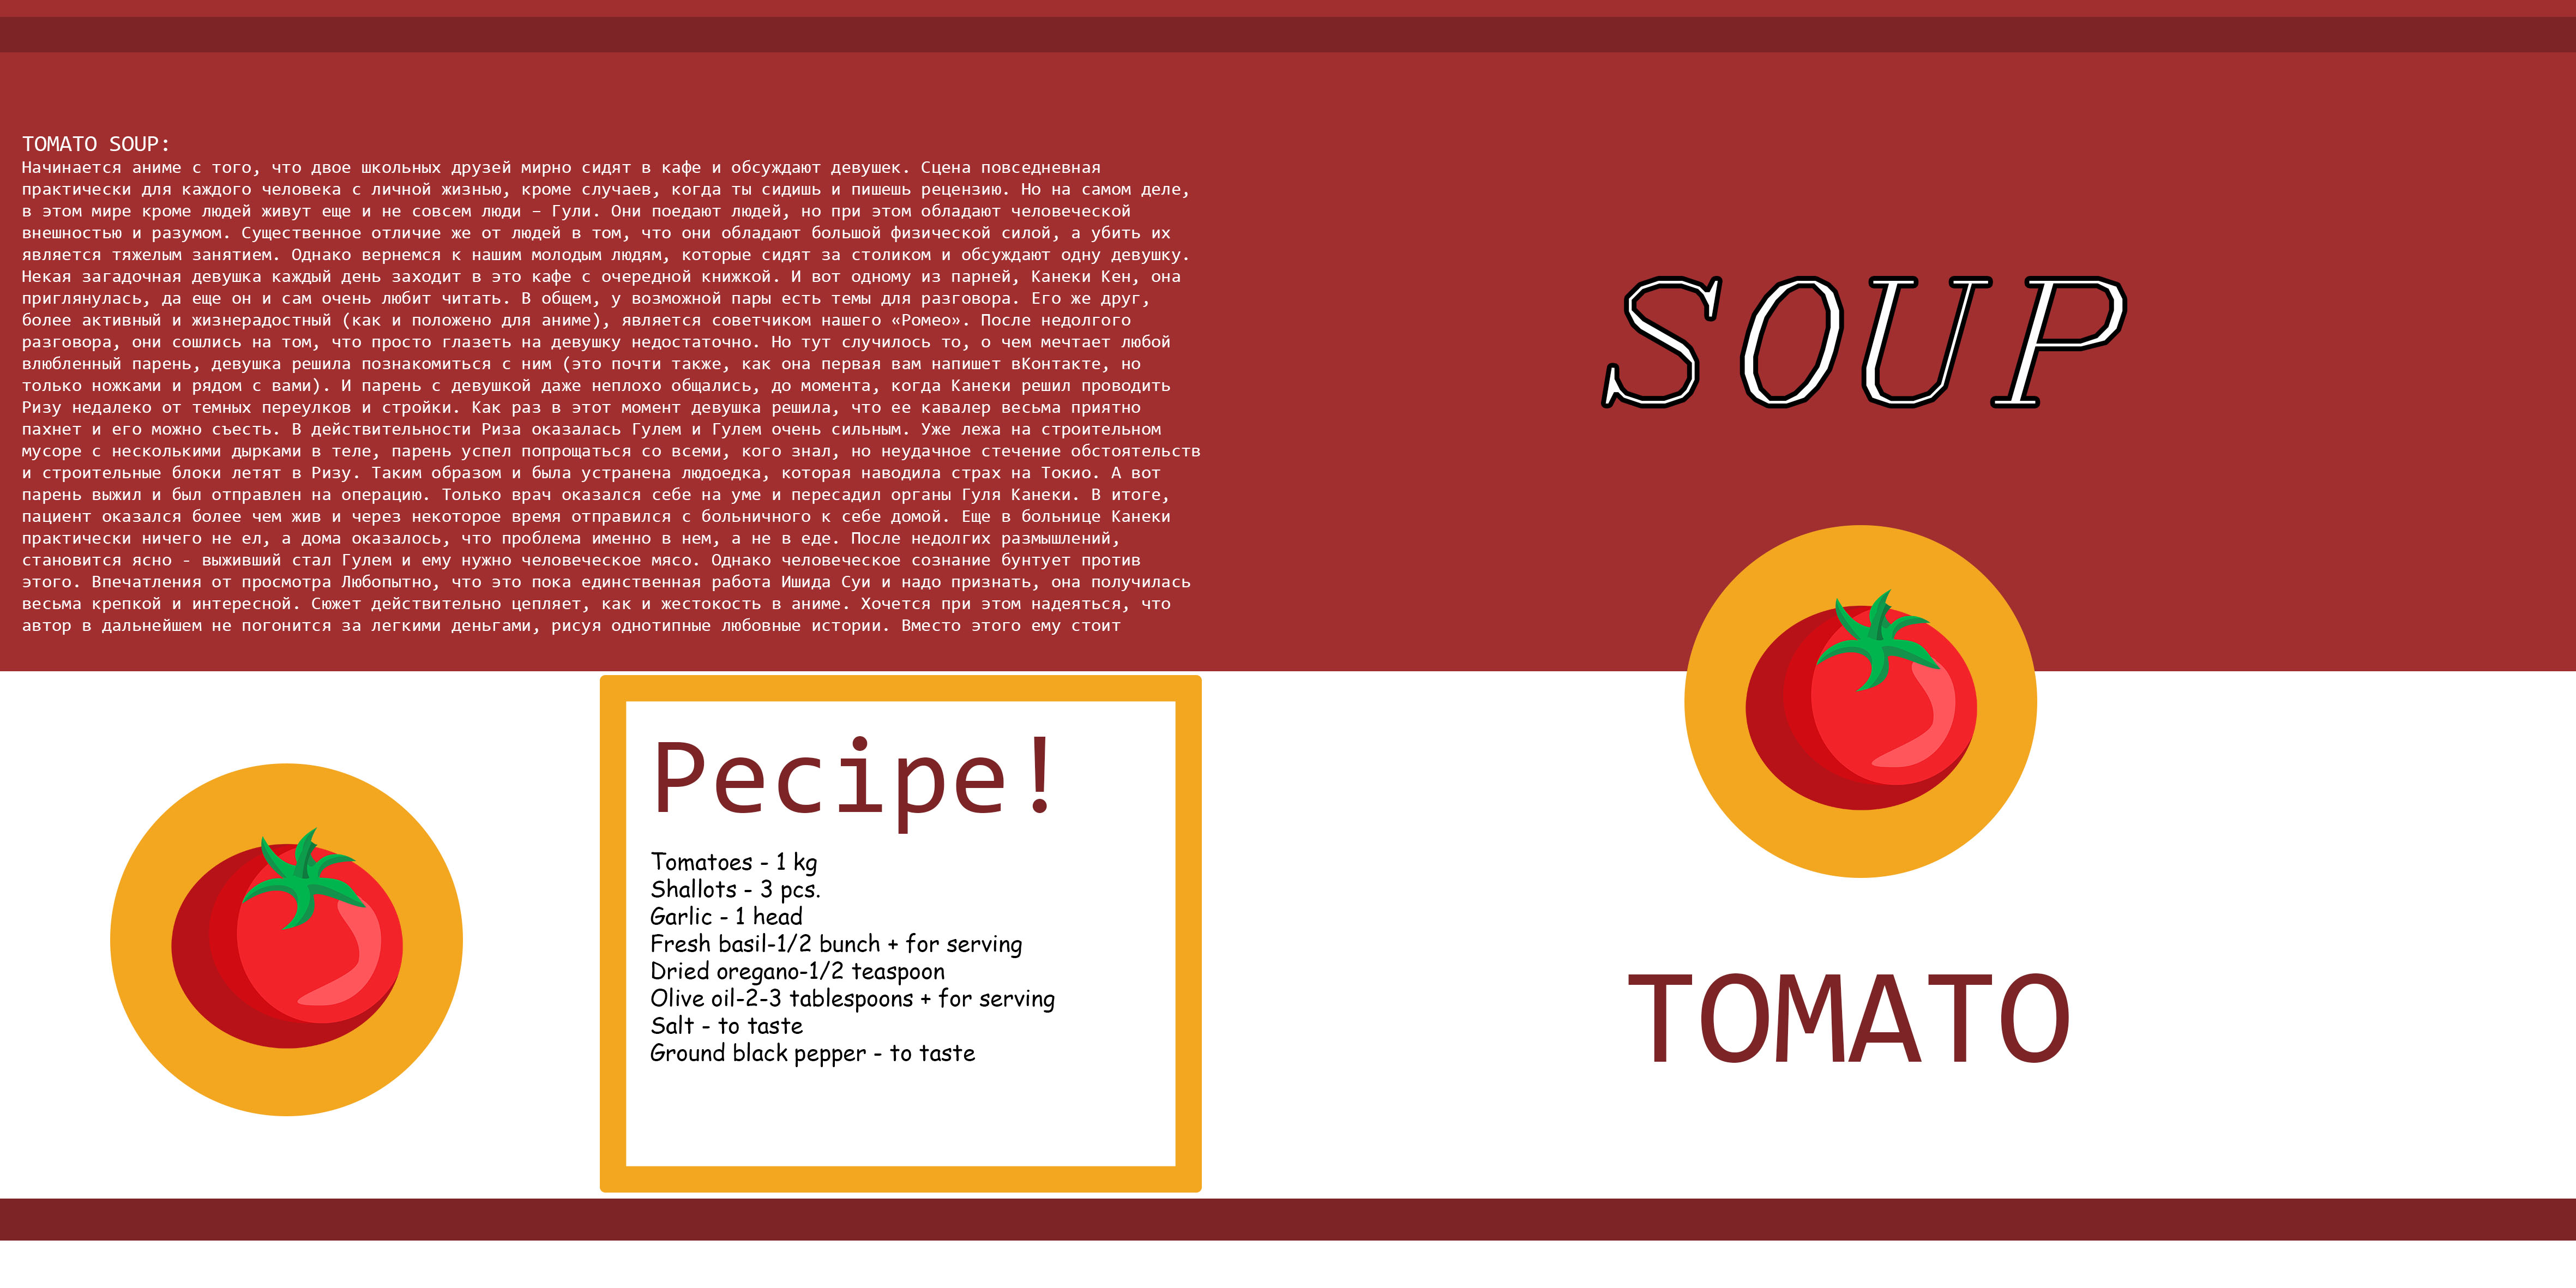 TOMATO SOUP:
Начинается аниме с того, что двое школьных друзей мирно сидят в кафе и обсуждают девушек. Сцена повседневная
практически для каждого человека с личной жизнью, кроме случаев, когда ты сидишь и пишешь рецензию. Но на самом деле,
в этом мире кроме людей живут еще и не совсем люди – Гули. Они поедают людей, но при этом обладают человеческой
внешностью и разумом. Существенное отличие же от людей в том, что они обладают большой физической силой, а убить их
является тяжелым занятием. Однако вернемся к нашим молодым людям, которые сидят за столиком и обсуждают одну девушку.
Некая загадочная девушка каждый день заходит в это кафе с очередной книжкой. И вот одному из парней, Канеки Кен, она
приглянулась, да еще он и сам очень любит читать. В общем, у возможной пары есть темы для разговора. Его же друг,
более активный и жизнерадостный (как и положено для аниме), является советчиком нашего «Ромео». После недолгого
разговора, они сошлись на том, что просто глазеть на девушку недостаточно. Но тут случилось то, о чем мечтает любой
влюбленный парень, девушка решила познакомиться с ним (это почти также, как она первая вам напишет вКонтакте, но
только ножками и рядом с вами). И парень с девушкой даже неплохо общались, до момента, когда Канеки решил проводить
Ризу недалеко от темных переулков и стройки. Как раз в этот момент девушка решила, что ее кавалер весьма приятно
пахнет и его можно съесть. В действительности Риза оказалась Гулем и Гулем очень сильным. Уже лежа на строительном
мусоре с несколькими дырками в теле, парень успел попрощаться со всеми, кого знал, но неудачное стечение обстоятельств
и строительные блоки летят в Ризу. Таким образом и была устранена людоедка, которая наводила страх на Токио. А вот
парень выжил и был отправлен на операцию. Только врач оказался себе на уме и пересадил органы Гуля Канеки. В итоге,
пациент оказался более чем жив и через некоторое время отправился с больничного к себе домой. Еще в больнице Канеки
практически ничего не ел, а дома оказалось, что проблема именно в нем, а не в еде. После недолгих размышлений,
становится ясно - выживший стал Гулем и ему нужно человеческое мясо. Однако человеческое сознание бунтует против
этого. Впечатления от просмотра Любопытно, что это пока единственная работа Ишида Суи и надо признать, она получилась
весьма крепкой и интересной. Сюжет действительно цепляет, как и жестокость в аниме. Хочется при этом надеяться, что
автор в дальнейшем не погонится за легкими деньгами, рисуя однотипные любовные истории. Вместо этого ему стоит
Pecipe!
Tomatoes - 1 kg
Shallots - 3 pcs.
Garlic - 1 head
Fresh basil-1/2 bunch + for serving
Dried oregano-1/2 teaspoon
Olive oil-2-3 tablespoons + for serving
Salt - to taste
Ground black pepper - to taste
SOUP
TOMATO